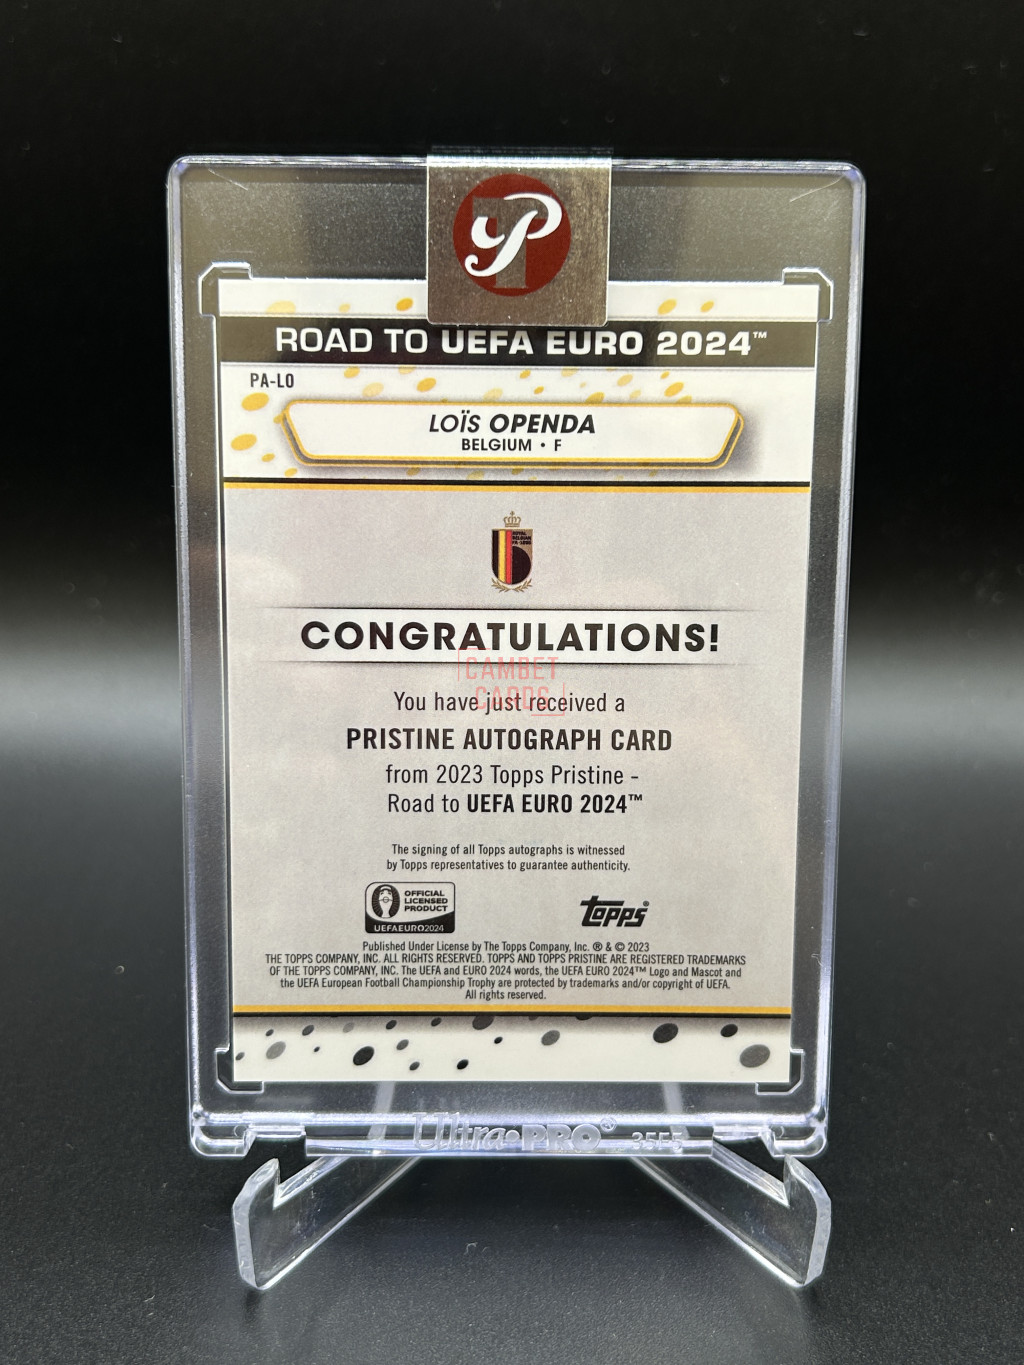 ROAD TO UEFA EURO 2024™
PA-LO
LOÏS OPENDA
BELGIUM • F
CONGRATULATIONS!
CAMBET
CARDS
You have just received a
PRISTINE AUTOGRAPH CARD
from 2023 Topps Pristine -
Road to UEFA EURO 2024™
The signing of all Topps autographs is witnessed
by Topps representatives to guarantee authenticity.
OFFICIAL
LICENSED
PRODUCT
UEFAEURO2024
Topps
Published Under License by The Topps Company, Inc. ® & © 2023
THE TOPPS COMPANY, INC. ALL RIGHTS RESERVED. TOPPS AND TOPPS PRISTINE ARE REGISTERED TRADEMARKS
OF THE TOPPS COMPANY, INC. The UEFA and EURO 2024 words, the UEFA EURO 2024™ Logo and Mascot and
the UEFA European Football Championship Trophy are protected by trademarks and/or copyright of UEFA.
All rights reserved.
Ultra•PRO®